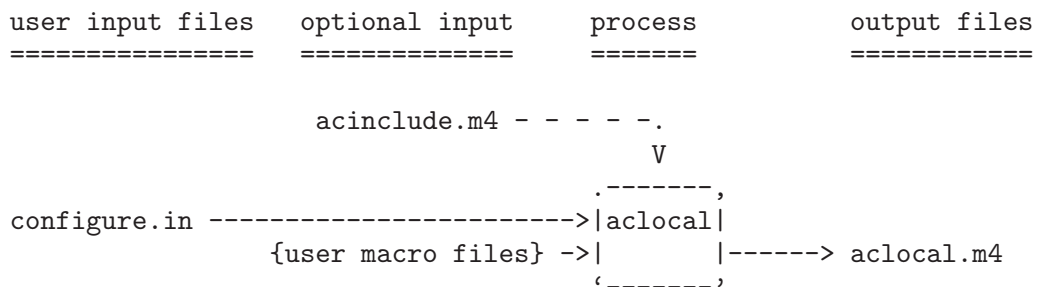 user input files   optional input     process          output files
================   ==============     =======          ============

                    acinclude.m4 - - - - -.
                                          V
                                      .-------,
configure.in ------------------------>|aclocal|
                 {user macro files} ->|       |------> aclocal.m4
                                      ‘-------’